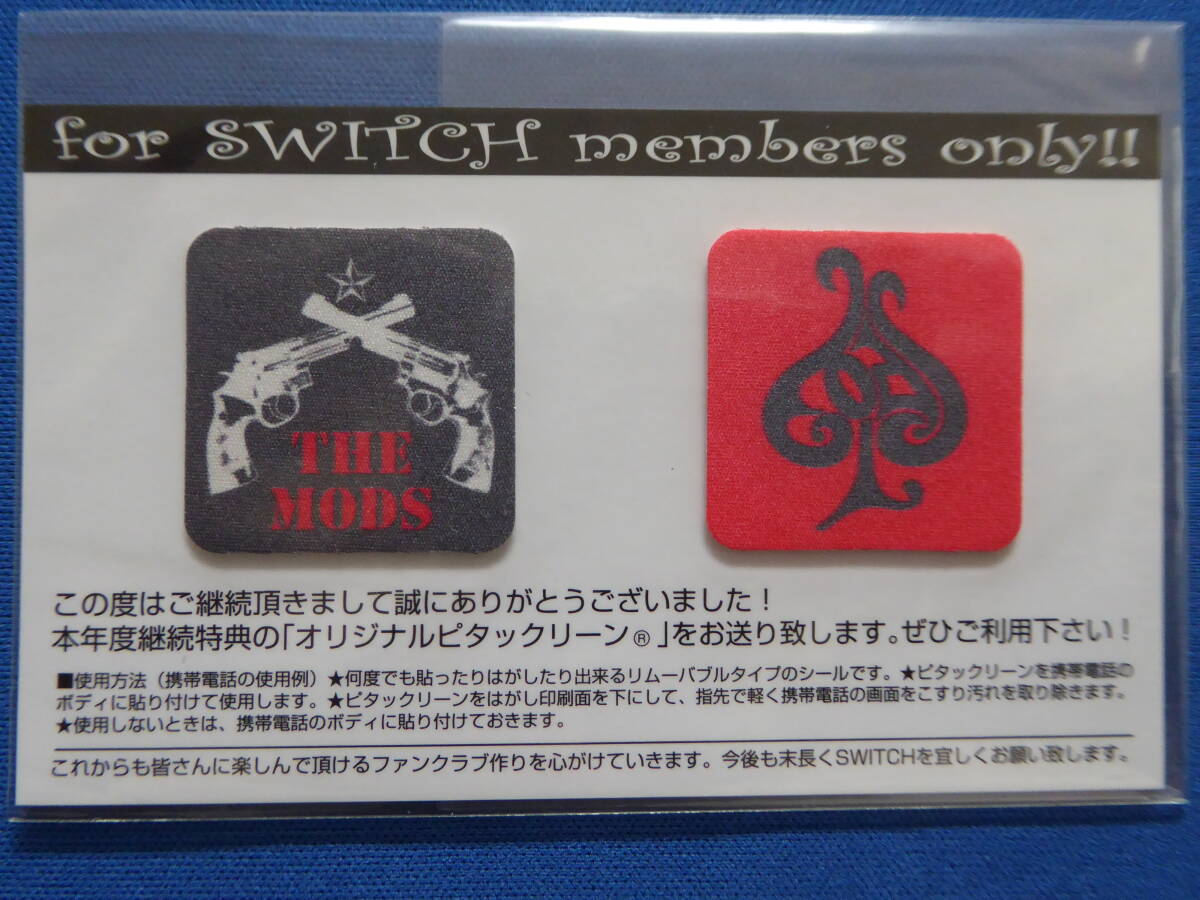 for SWITCH members only!!
THE
MODS
この度はご継続頂きまして誠にありがとうございました！
本年度継続特典の「オリジナルピタックリーン®」をお送り致します。ぜひご利用下さい！
■使用方法（携帯電話の使用例）★何度でも貼ったりはがしたり出来るリムーバブルタイプのシールです。★ピタックリーンを携帯電話の
ボディに貼り付けて使用します。★ピタックリーンをはがし印刷面を下にして、指先で軽く携帯電話の画面をこすり汚れを取り除きます。
★使用しないときは、携帯電話のボディに貼り付けておきます。
これからも皆さんに楽しんで頂けるファンクラブ作りを心がけていきます。今後も末長くSWITCHを宜しくお願い致します。